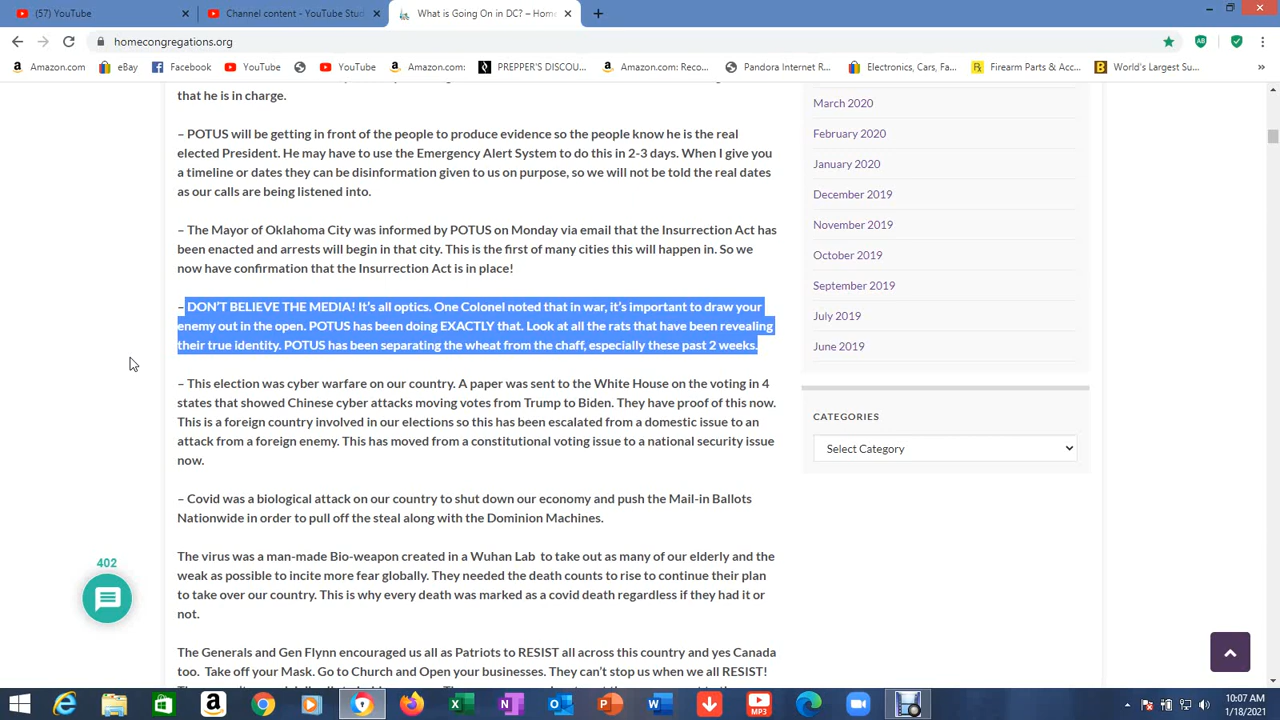 (57) YouTube
Channel content - YouTube Stud
What is Going On in DC? – Home
homecongregations.org
Amazon.com
eBay
Facebook
YouTube
YouTube
Amazon.com:
PREPPER'S DISCOU...
Amazon.com: Reco...
Pandora Internet R...
Electronics, Cars, Fa...
Firearm Parts & Acc...
World's Largest Su...
that he is in charge.
– POTUS will be getting in front of the people to produce evidence so the people know he is the real
elected President. He may have to use the Emergency Alert System to do this in 2-3 days. When I give you
a timeline or dates they can be disinformation given to us on purpose, so we will not be told the real dates
as our calls are being listened into.
– The Mayor of Oklahoma City was informed by POTUS on Monday via email that the Insurrection Act has
been enacted and arrests will begin in that city. This is the first of many cities this will happen in. So we
now have confirmation that the Insurrection Act is in place!
– DON'T BELIEVE THE MEDIA! It's all optics. One Colonel noted that in war, it's important to draw your
enemy out in the open. POTUS has been doing EXACTLY that. Look at all the rats that have been revealing
their true identity. POTUS has been separating the wheat from the chaff, especially these past 2 weeks.
– This election was cyber warfare on our country. A paper was sent to the White House on the voting in 4
states that showed Chinese cyber attacks moving votes from Trump to Biden. They have proof of this now.
This is a foreign country involved in our elections so this has been escalated from a domestic issue to an
attack from a foreign enemy. This has moved from a constitutional voting issue to a national security issue
now.
– Covid was a biological attack on our country to shut down our economy and push the Mail-in Ballots
Nationwide in order to pull off the steal along with the Dominion Machines.
The virus was a man-made Bio-weapon created in a Wuhan Lab to take out as many of our elderly and the
weak as possible to incite more fear globally. They needed the death counts to rise to continue their plan
to take over our country. This is why every death was marked as a covid death regardless if they had it or
not.
The Generals and Gen Flynn encouraged us all as Patriots to RESIST all across this country and yes Canada
too. Take off your Mask. Go to Church and Open your businesses. They can't stop us when we all RESIST!
March 2020
February 2020
January 2020
December 2019
November 2019
October 2019
September 2019
July 2019
June 2019
CATEGORIES
Select Category
402
10:07 AM
1/18/2021